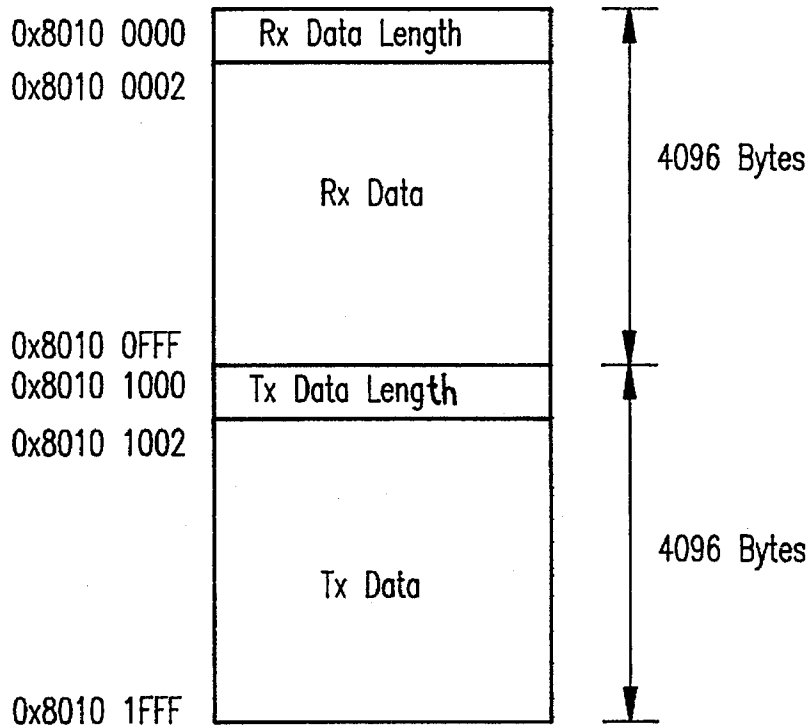 0x8010 0000 Rx Data Length
0x8010 0002
4096 Bytes
Rx Data
0x8010 0FFF
0x8010 1000 Tx Data Length
0x8010 1002
4096 Bytes
Tx Data
0x8010 1FFF